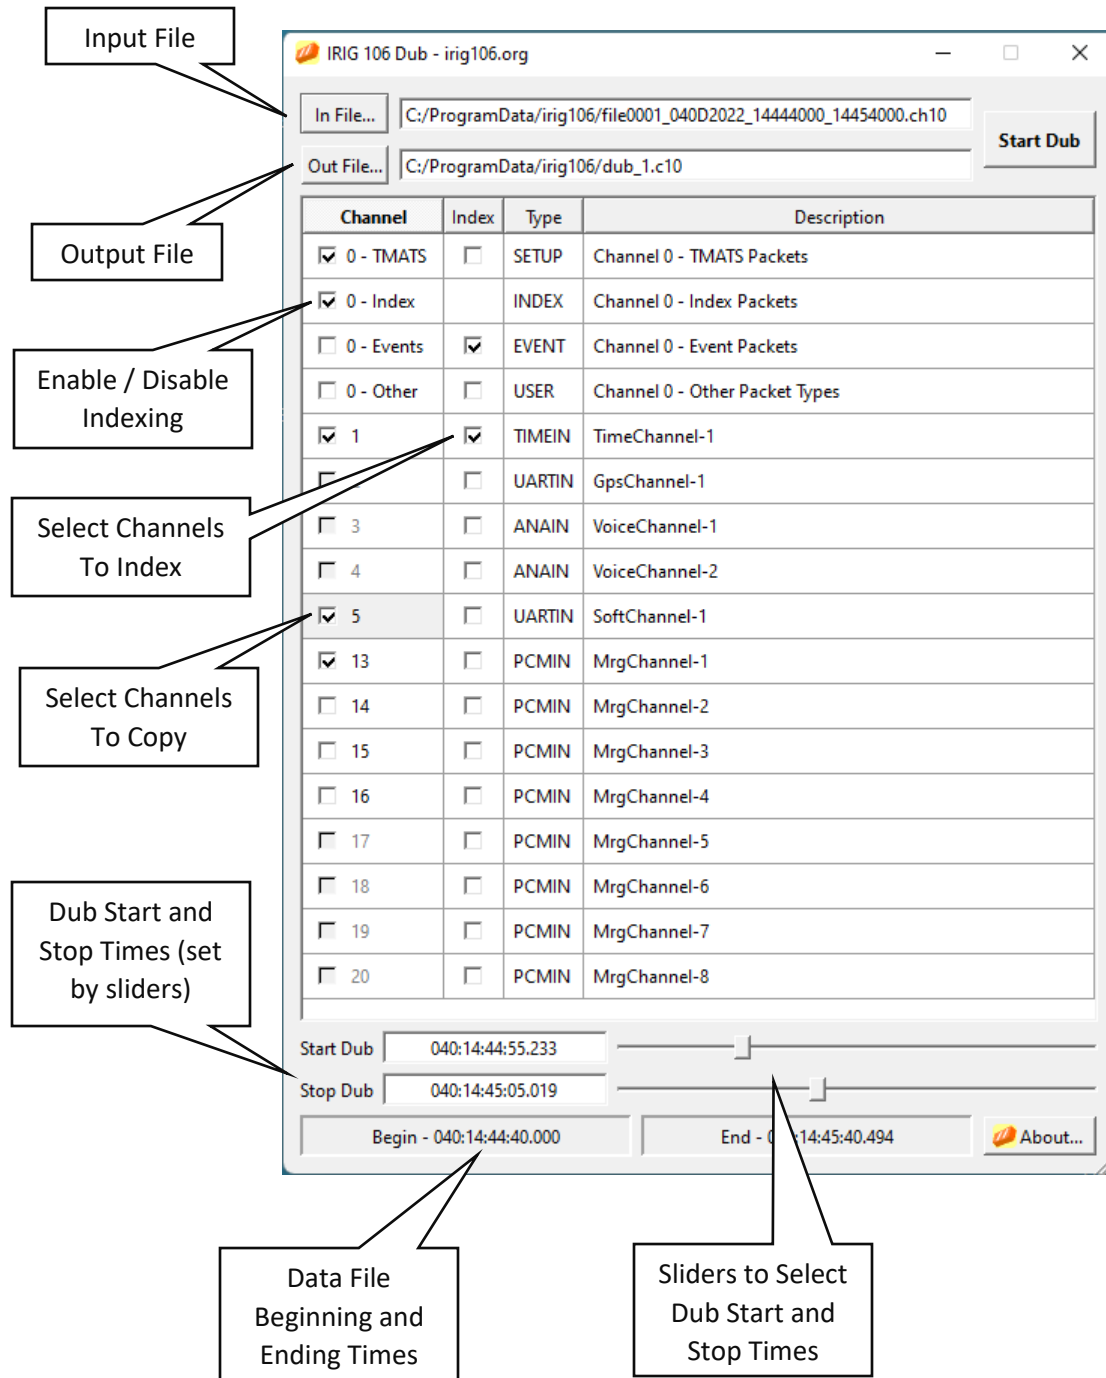 Input File
IRIG 106 Dub - irig106.org
In File...
C:/ProgramData/irig106/file0001_040D2022_14444000_14454000.ch10
Start Dub
Out File...
C:/ProgramData/irig106/dub_1.c10
Output File
Channel Index Type Description
0 - TMATS SETUP Channel 0 - TMATS Packets
0 - Index INDEX Channel 0 - Index Packets
0 - Events EVENT Channel 0 - Event Packets
Enable / Disable
Indexing
0 - Other USER Channel 0 - Other Packet Types
1 TIMEIN TimeChannel-1
UARTIN GpsChannel-1
Select Channels
To Index
3 ANAIN VoiceChannel-1
4 ANAIN VoiceChannel-2
5 UARTIN SoftChannel-1
13 PCMIN MrgChannel-1
Select Channels
To Copy
14 PCMIN MrgChannel-2
15 PCMIN MrgChannel-3
16 PCMIN MrgChannel-4
17 PCMIN MrgChannel-5
18 PCMIN MrgChannel-6
19 PCMIN MrgChannel-7
20 PCMIN MrgChannel-8
Dub Start and
Stop Times (set
by sliders)
Start Dub 040:14:44:55.233
Stop Dub 040:14:45:05.019
Begin - 040:14:44:40.000
End - 0 14:45:40.494
About...
Data File
Beginning and
Ending Times
Sliders to Select
Dub Start and
Stop Times